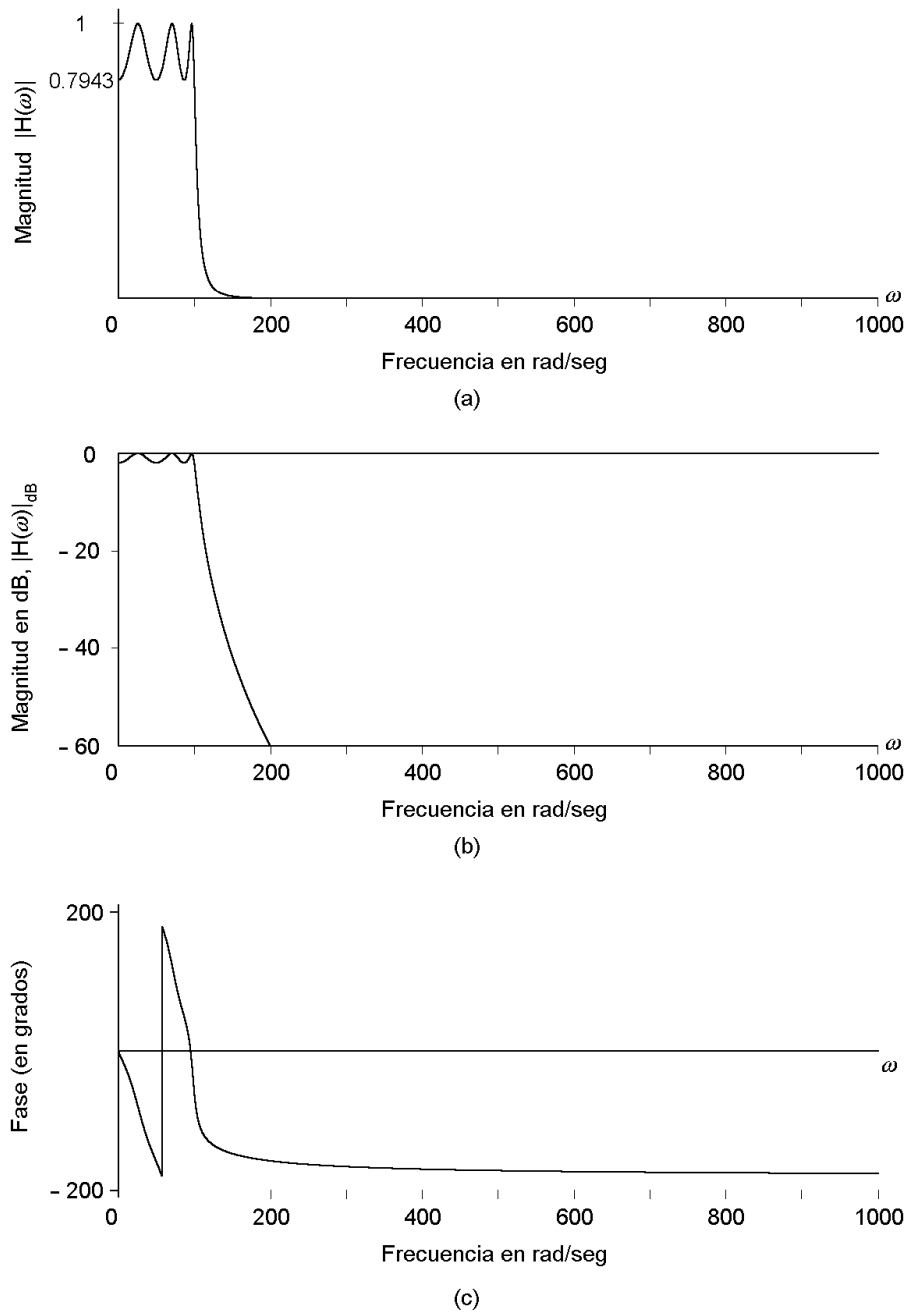 1
0.7943
Magnitud |H(ω)|
ω
0 200 400 600 800 1000
Frecuencia en rad/seg
(a)
0
– 20
– 40
– 60
Magnitud en dB, |H(ω)|dB
ω
0 200 400 600 800 1000
Frecuencia en rad/seg
(b)
200
– 200
Fase (en grados)
ω
0 200 400 600 800 1000
Frecuencia en rad/seg
(c)